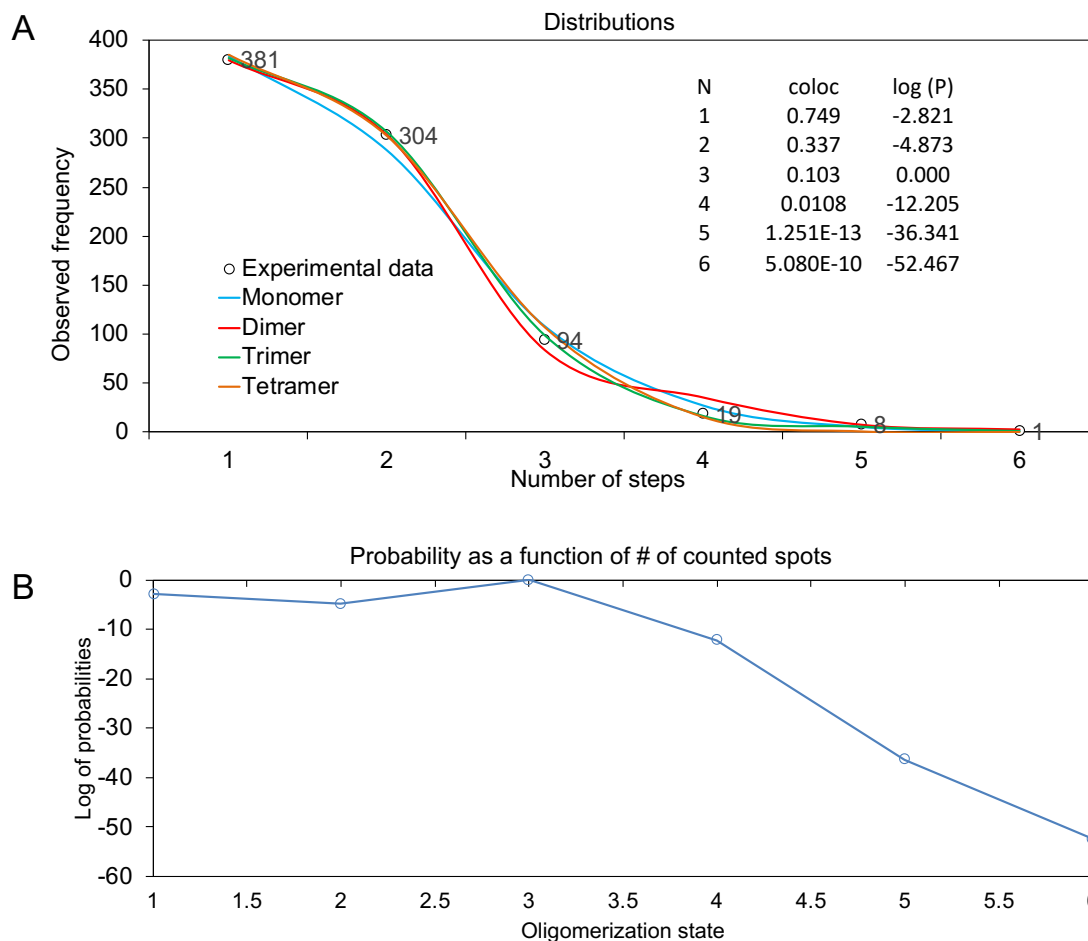 A
Distributions
400
350
300
250
200
150
100
50
0
Observed frequency
381
304
94
19
8
1
N coloc log (P)
1 0.749 -2.821
2 0.337 -4.873
3 0.103 0.000
4 0.0108 -12.205
5 1.251E-13 -36.341
6 5.080E-10 -52.467
Experimental data
Monomer
Dimer
Trimer
Tetramer
1 2 3 4 5 6
Number of steps
B
Probability as a function of # of counted spots
0
-10
-20
-30
-40
-50
-60
Log of probabilities
1 1.5 2 2.5 3 3.5 4 4.5 5 5.5 6
Oligomerization state